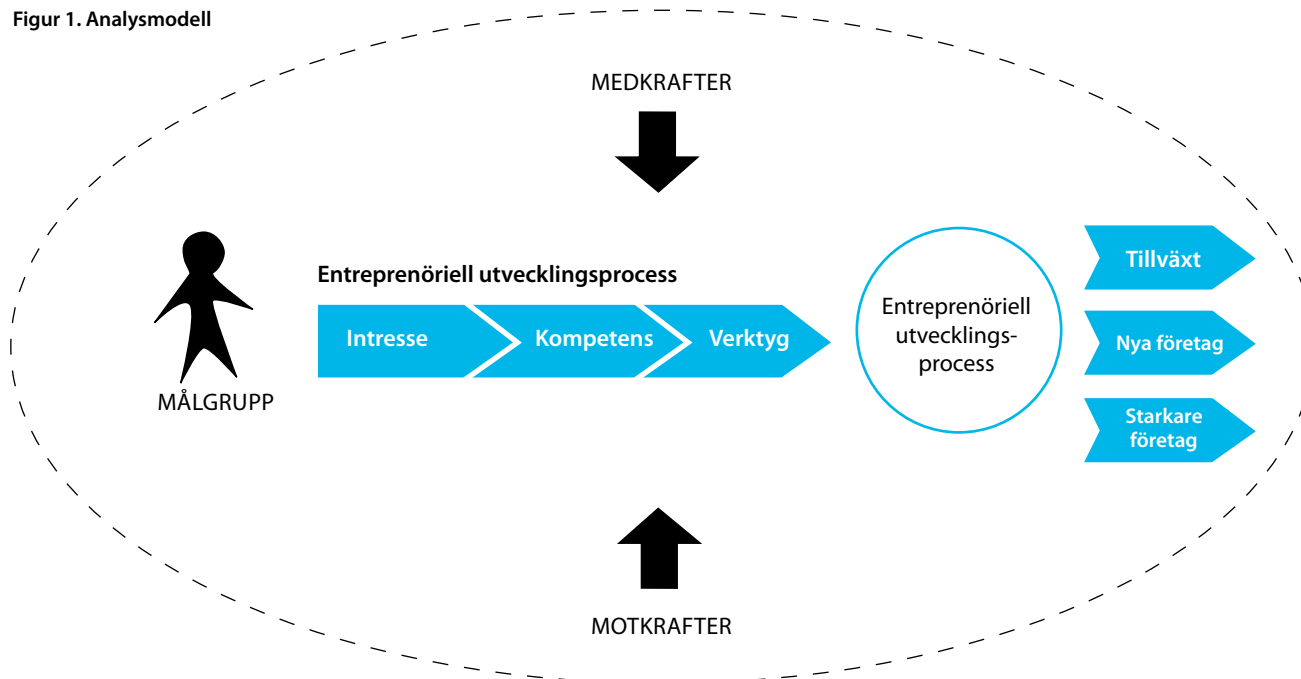 Figur 1. Analysmodell
MEDKRAFTER
MÅLGRUPP
Entreprenöriell utvecklingsprocess
Intresse
Kompetens
Verktyg
Entreprenöriell
utvecklings-
process
Tillväxt
Nya företag
Starkare
företag
MOTKRAFTER